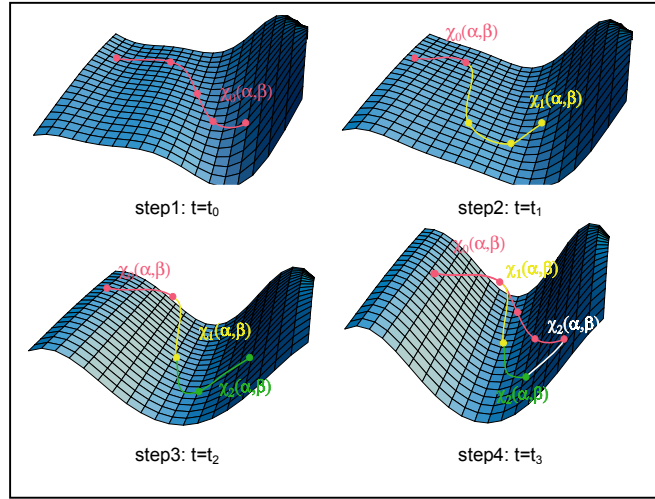 χ₀(α,β)
χ₀(α,β)
χ₁(α,β)
step1: t=t₀
step2: t=t₁
χ₀(α,β)
χ₁(α,β)
χ₂(α,β)
χ₀(α,β)
χ₁(α,β)
χ₂(α,β)
χ₂(α,β)
step3: t=t₂
step4: t=t₃